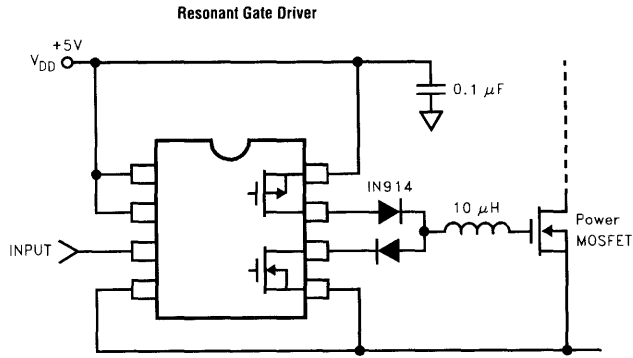 Resonant Gate Driver
+5V
VDD
0.1 µF
IN914
10 µH
Power
MOSFET
INPUT